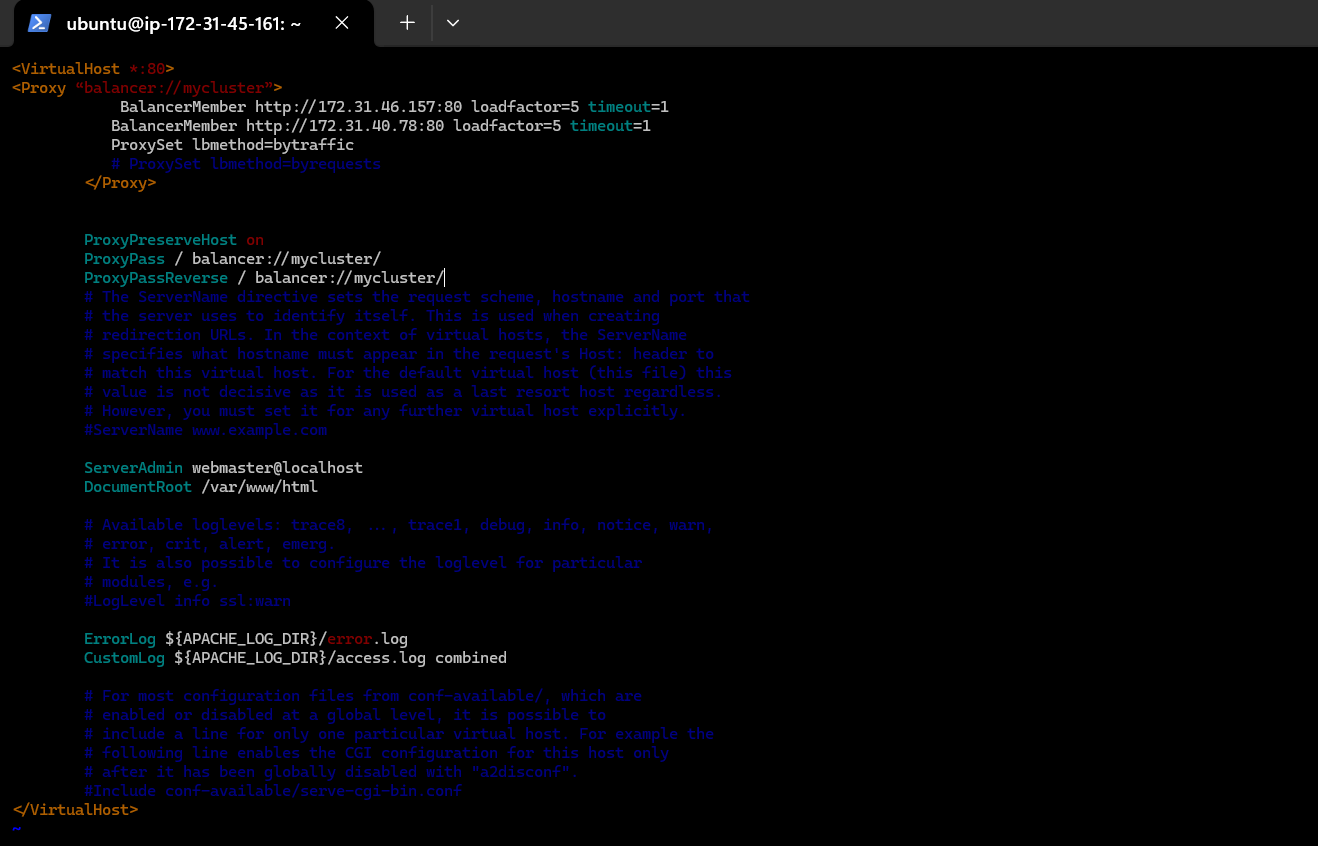 ubuntu@ip-172-31-45-161: ~
<VirtualHost *:80>
<Proxy “balancer://mycluster”>
            BalancerMember http://172.31.46.157:80 loadfactor=5 timeout=1
           BalancerMember http://172.31.40.78:80 loadfactor=5 timeout=1
           ProxySet lbmethod=bytraffic
           # ProxySet lbmethod=byrequests
        </Proxy>
        ProxyPreserveHost on
        ProxyPass / balancer://mycluster/
        ProxyPassReverse / balancer://mycluster/
        # The ServerName directive sets the request scheme, hostname and port that
        # the server uses to identify itself. This is used when creating
        # redirection URLs. In the context of virtual hosts, the ServerName
        # specifies what hostname must appear in the request's Host: header to
        # match this virtual host. For the default virtual host (this file) this
        # value is not decisive as it is used as a last resort host regardless.
        # However, you must set it for any further virtual host explicitly.
        #ServerName www.example.com
        ServerAdmin webmaster@localhost
        DocumentRoot /var/www/html
        # Available loglevels: trace8, ..., trace1, debug, info, notice, warn,
        # error, crit, alert, emerg.
        # It is also possible to configure the loglevel for particular
        # modules, e.g.
        #LogLevel info ssl:warn
        ErrorLog ${APACHE_LOG_DIR}/error.log
        CustomLog ${APACHE_LOG_DIR}/access.log combined
        # For most configuration files from conf-available/, which are
        # enabled or disabled at a global level, it is possible to
        # include a line for only one particular virtual host. For example the
        # following line enables the CGI configuration for this host only
        # after it has been globally disabled with "a2disconf".
        #Include conf-available/serve-cgi-bin.conf
</VirtualHost>
~